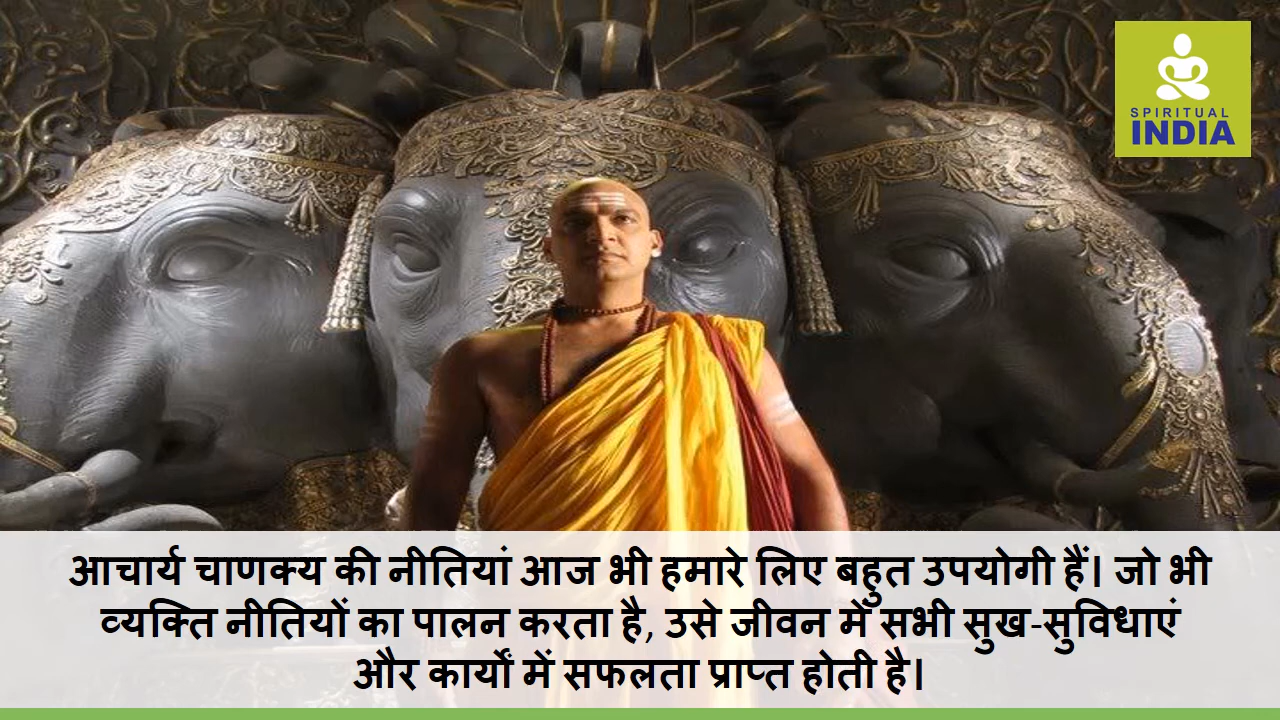 SPIRITUAL
INDIA
आचार्य चाणक्य की नीतियां आज भी हमारे लिए बहुत उपयोगी हैं। जो भी
व्यक्ति नीतियों का पालन करता है, उसे जीवन में सभी सुख-सुविधाएं
और कार्यों में सफलता प्राप्त होती है।